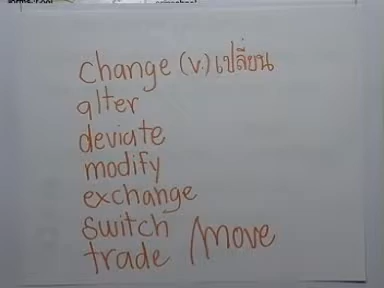 change (v.) เปลี่ยน
alter
deviate
modify
exchange
switch
trade /move